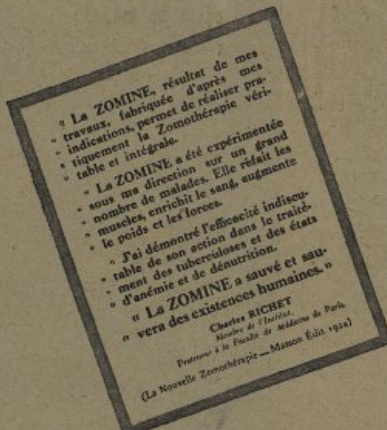 « La ZOMINE, résultat de mes
" travaux, fabriquée d'après mes
" indications, permet de réaliser pra-
" tiquement la Zomothérapie véri-
" table et intégrale.
" La ZOMINE a été expérimentée
" sous ma direction sur un grand
" nombre de malades. Elle refait les
" muscles, enrichit le sang, augmente
" le poids et les forces.
" J'ai démontré l'efficacité indiscu-
" table de son action dans le traite-
" ment des tuberculoses et des états
" d'anémie et de dénutrition.
« La ZOMINE a sauvé et sau-
" vera des existences humaines. »
Charles RICHET
Membre de l'Institut,
Professeur à la Faculté de Médecine de Paris.
(La Nouvelle Zomothérapie — Masson Édit. 1924)